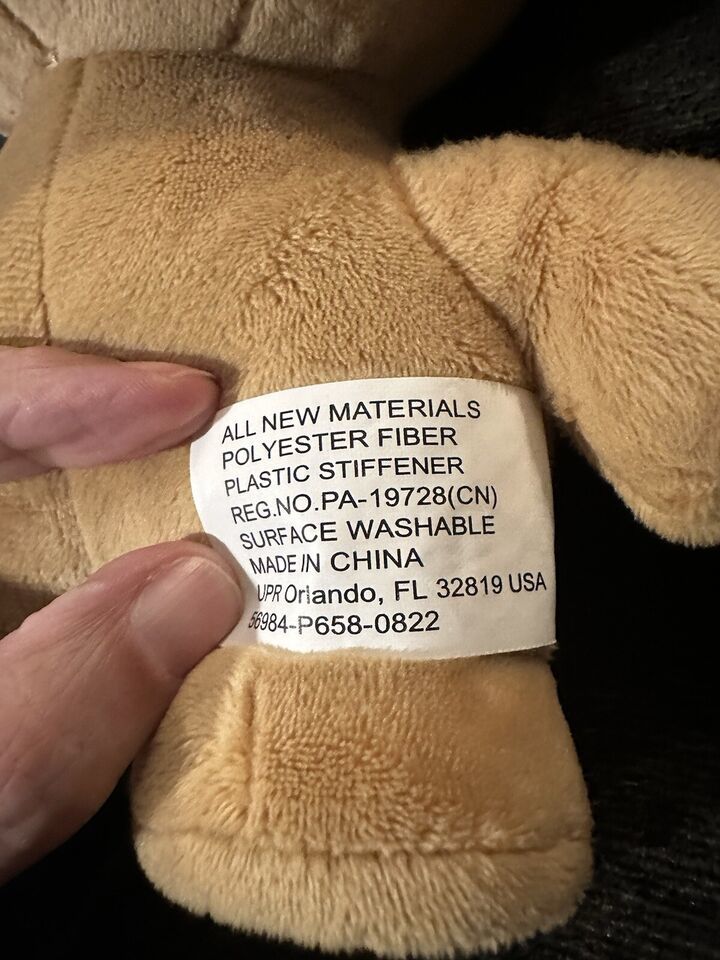 ALL NEW MATERIALS
POLYESTER FIBER
PLASTIC STIFFENER
REG.NO.PA-19728(CN)
SURFACE WASHABLE
MADE IN CHINA
UPR Orlando, FL 32819 USA
56984-P658-0822